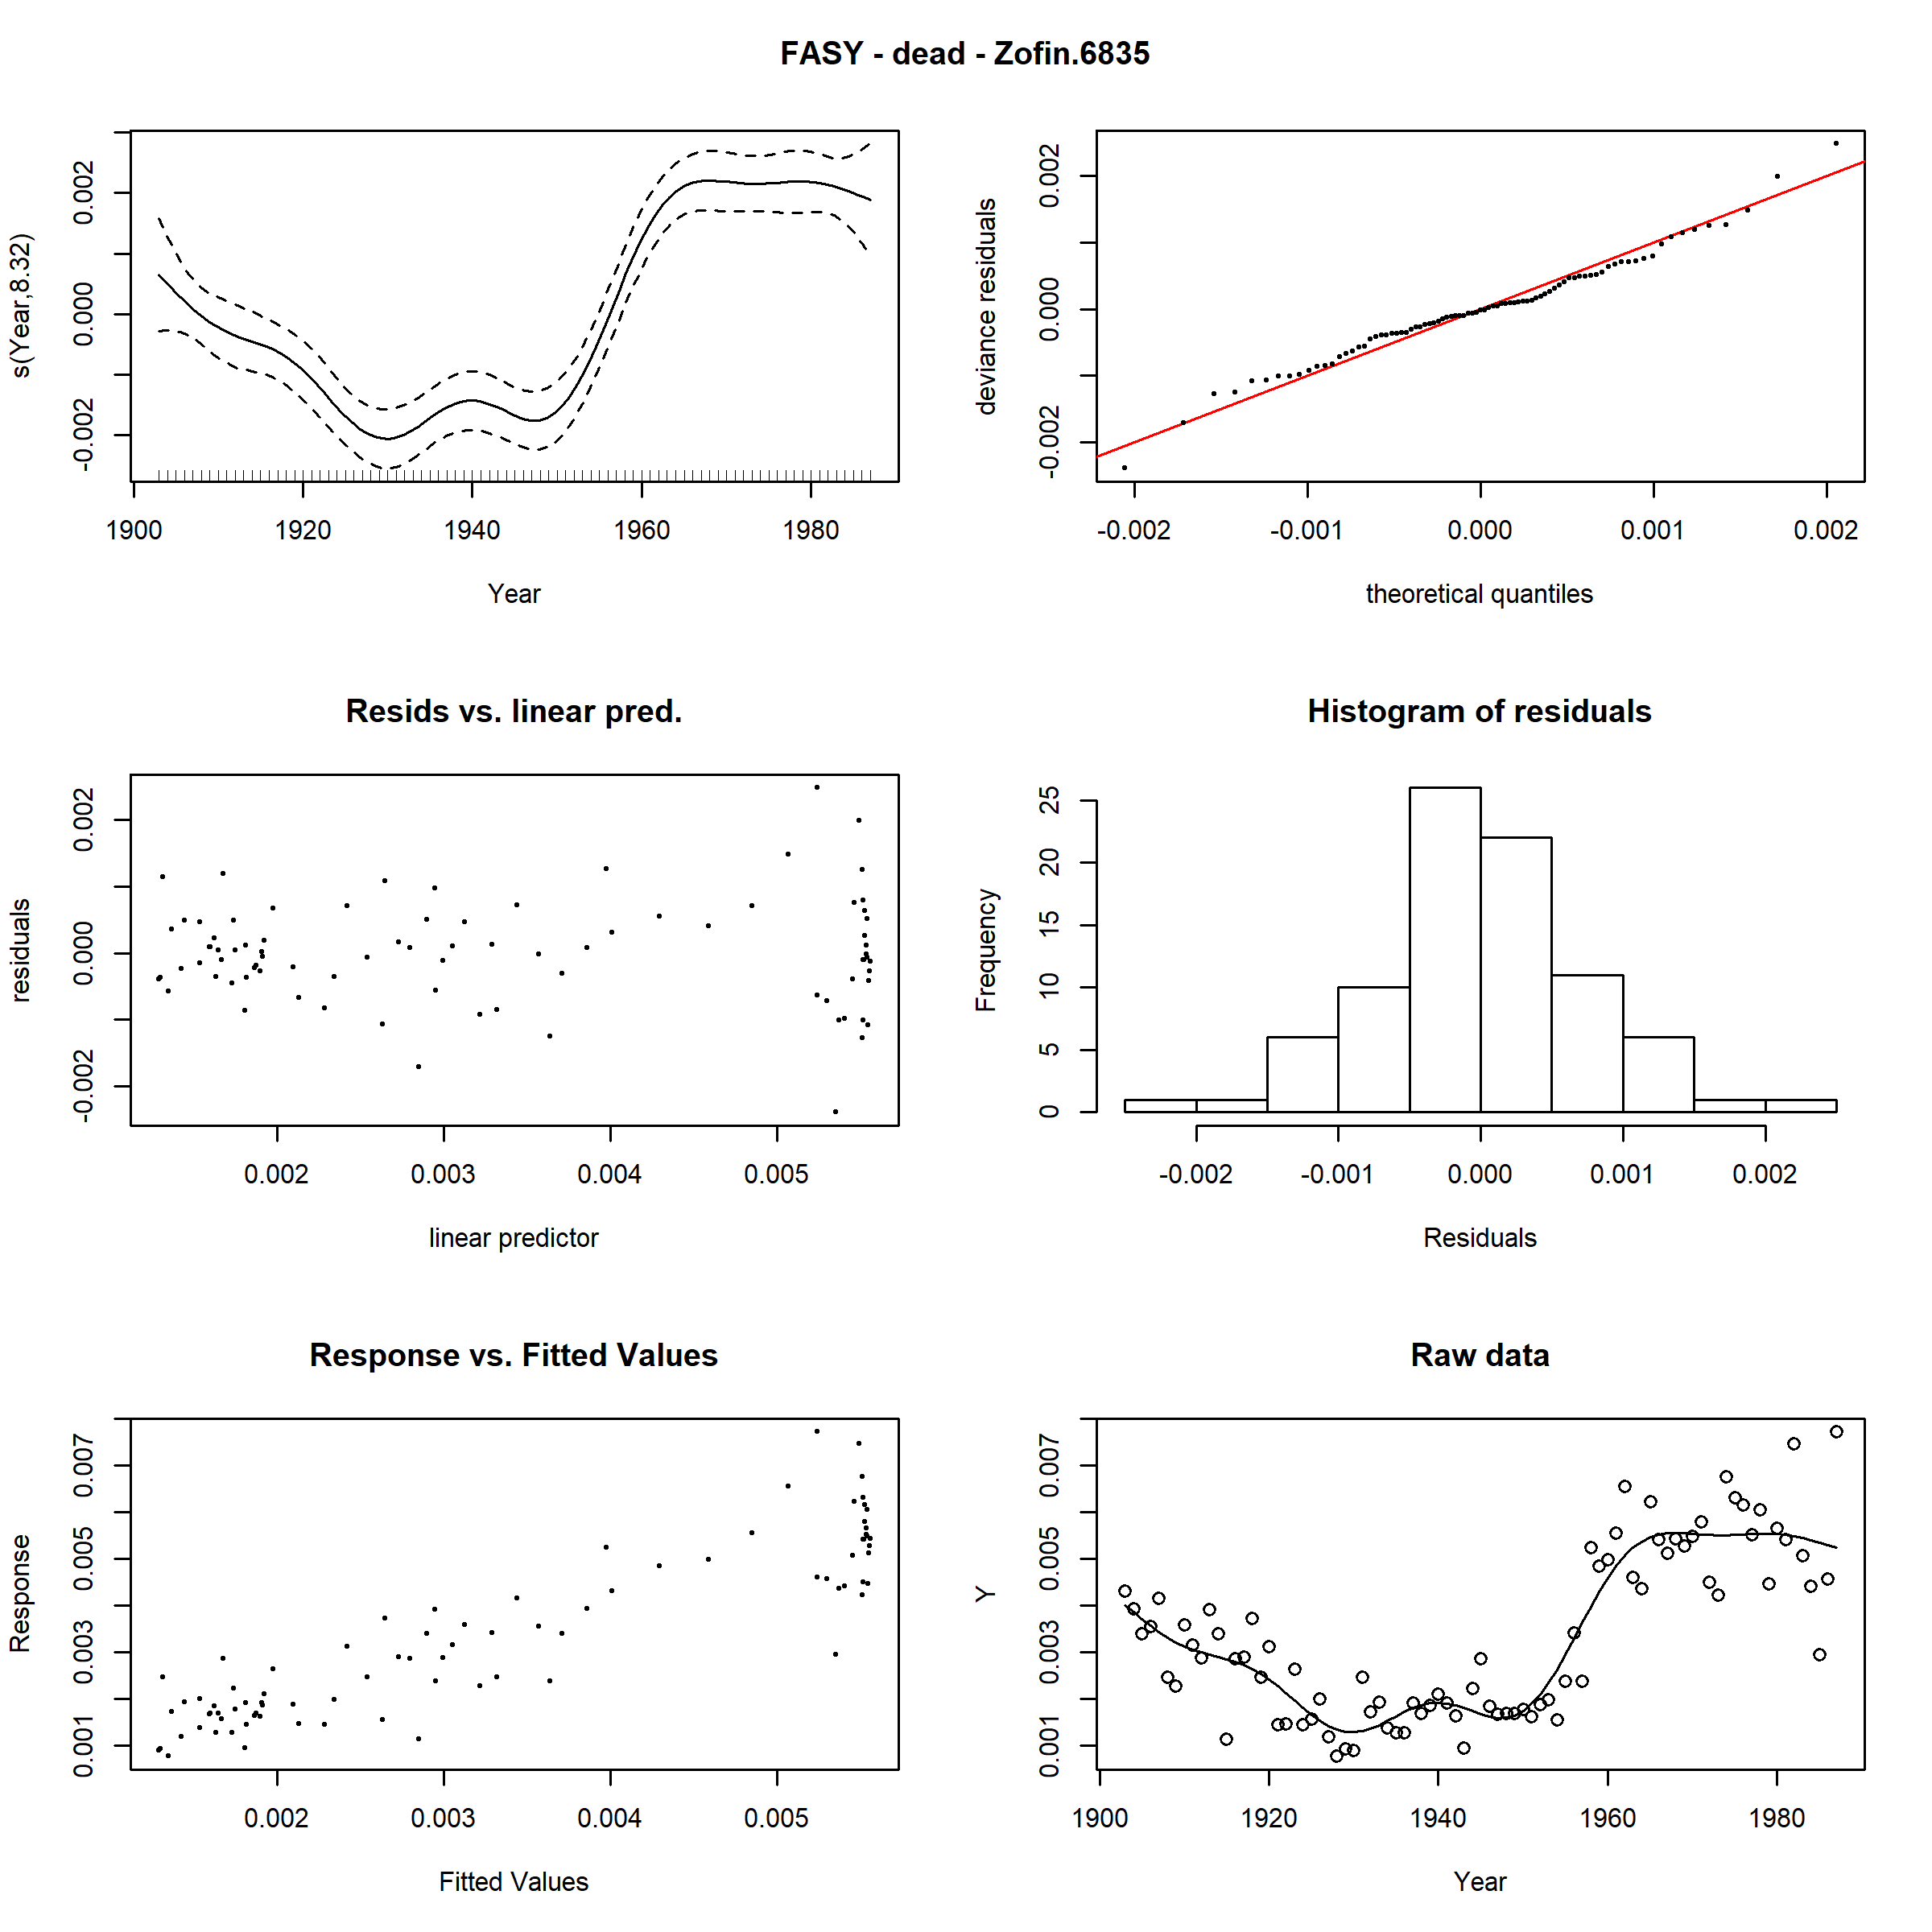 FASY - dead - Zofin.6835
s(Year,8.32)
-0.002 0.000 0.002
1900 1920 1940 1960 1980
Year
deviance residuals
-0.002 0.000 0.002
-0.002 -0.001 0.000 0.001 0.002
theoretical quantiles
Resids vs. linear pred.
residuals
-0.002 0.000 0.002
0.002 0.003 0.004 0.005
linear predictor
Histogram of residuals
Frequency
0 5 10 15 20 25
-0.002 -0.001 0.000 0.001 0.002
Residuals
Response vs. Fitted Values
Response
0.001 0.003 0.005 0.007
0.002 0.003 0.004 0.005
Fitted Values
Raw data
Y
0.001 0.003 0.005 0.007
1900 1920 1940 1960 1980
Year